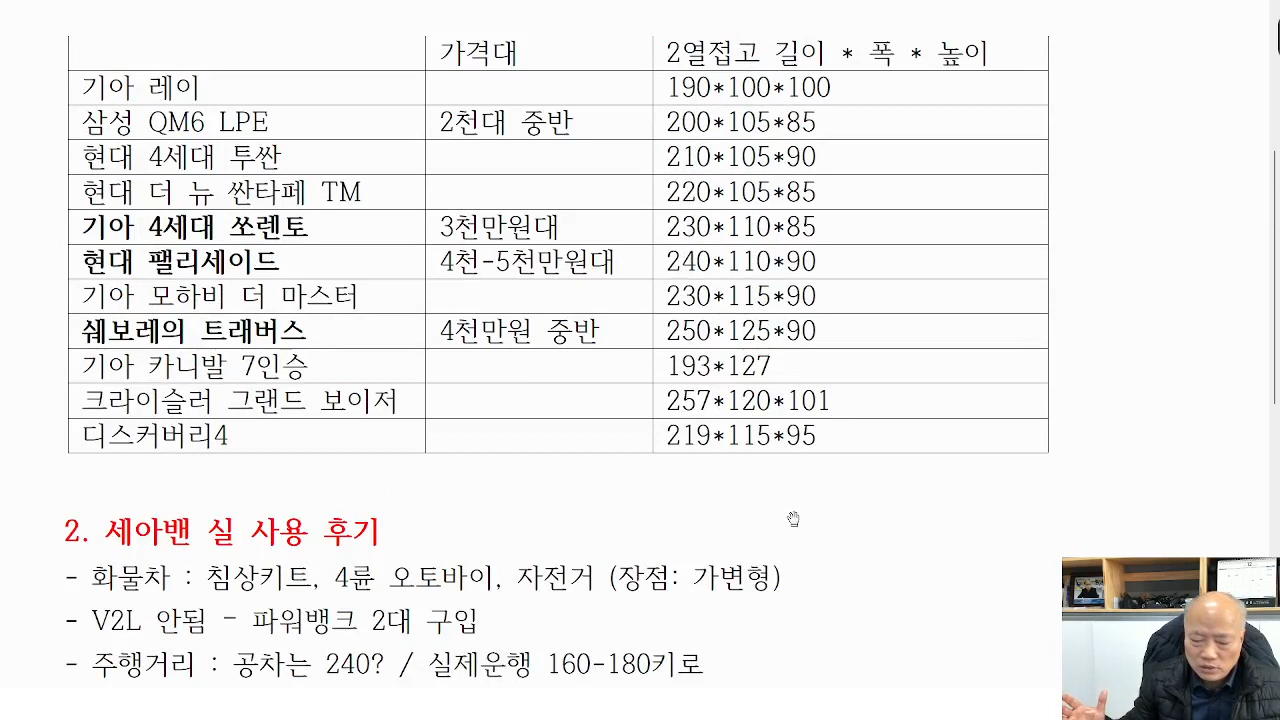 가격대 2열접고 길이 * 폭 * 높이
기아 레이 190*100*100
삼성 QM6 LPE 2천대 중반 200*105*85
현대 4세대 투싼 210*105*90
현대 더 뉴 싼타페 TM 220*105*85
기아 4세대 쏘렌토 3천만원대 230*110*85
현대 팰리세이드 4천-5천만원대 240*110*90
기아 모하비 더 마스터 230*115*90
쉐보레의 트래버스 4천만원 중반 250*125*90
기아 카니발 7인승 193*127
크라이슬러 그랜드 보이저 257*120*101
디스커버리4 219*115*95
2. 세아밴 실 사용 후기
- 화물차 : 침상키트, 4륜 오토바이, 자전거 (장점: 가변형)
- V2L 안됨 - 파워뱅크 2대 구입
- 주행거리 : 공차는 240? / 실제운행 160-180키로